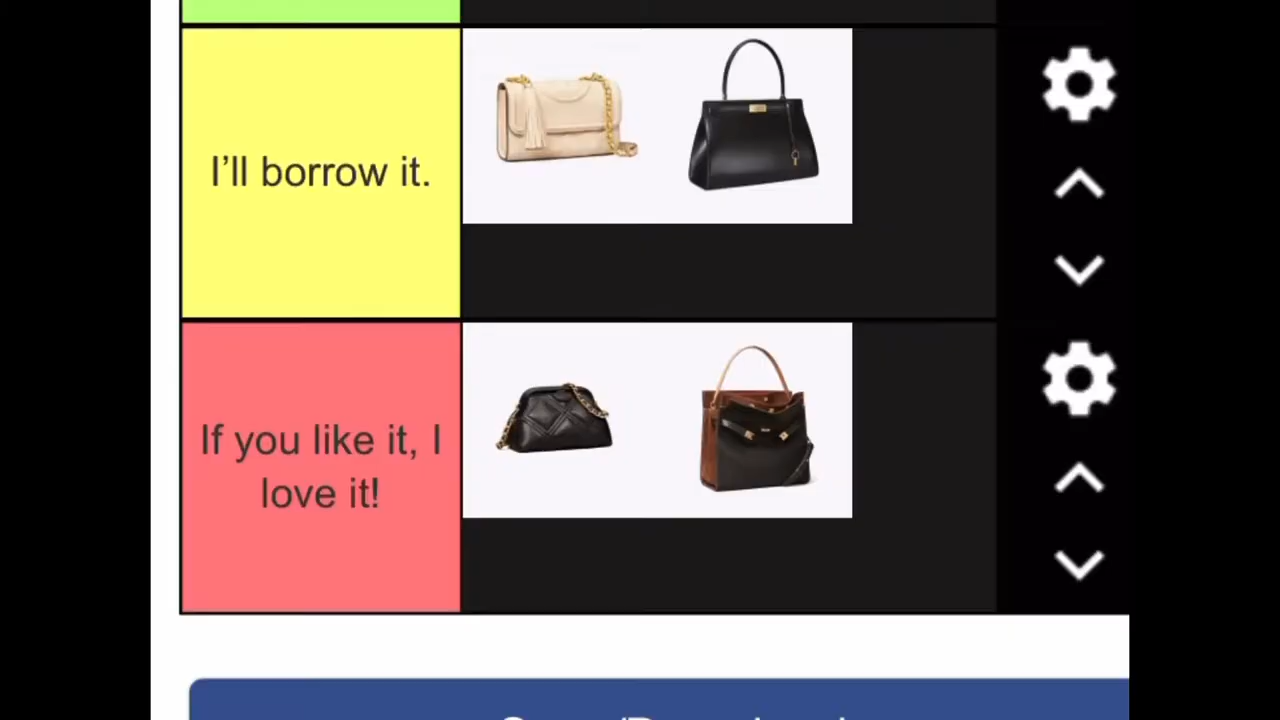 I’ll borrow it.
If you like it, I
love it!